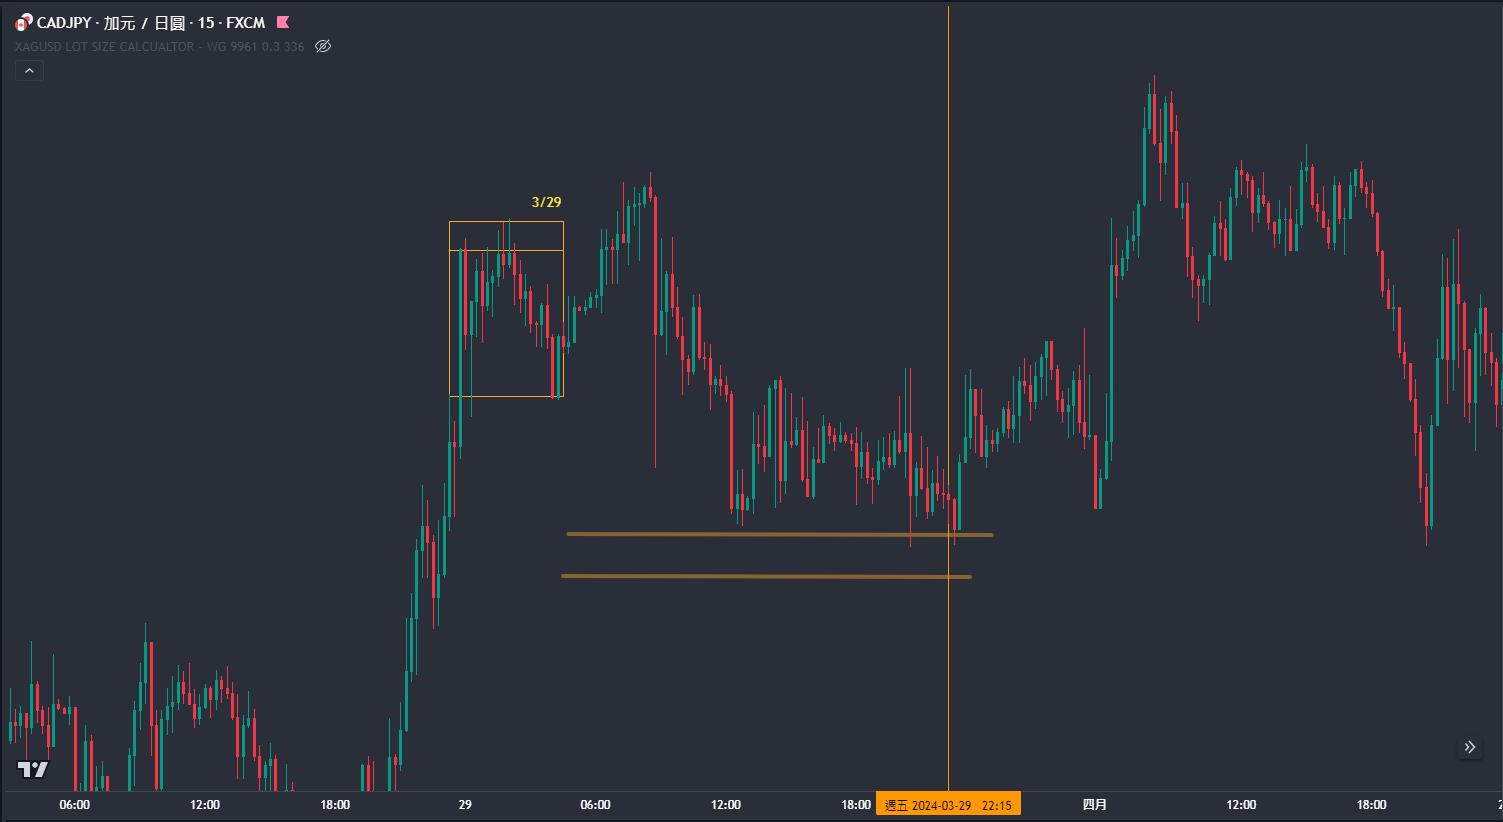 CADJPY · 加元 / 日圓 · 15 · FXCM
XAGUSD LOT SIZE CALCUALTOR - WG 9961 0.3 336
3/29
06:00 12:00 18:00 29 06:00 12:00 18:00 週五 2024-03-29 22:15 四月 12:00 18:00